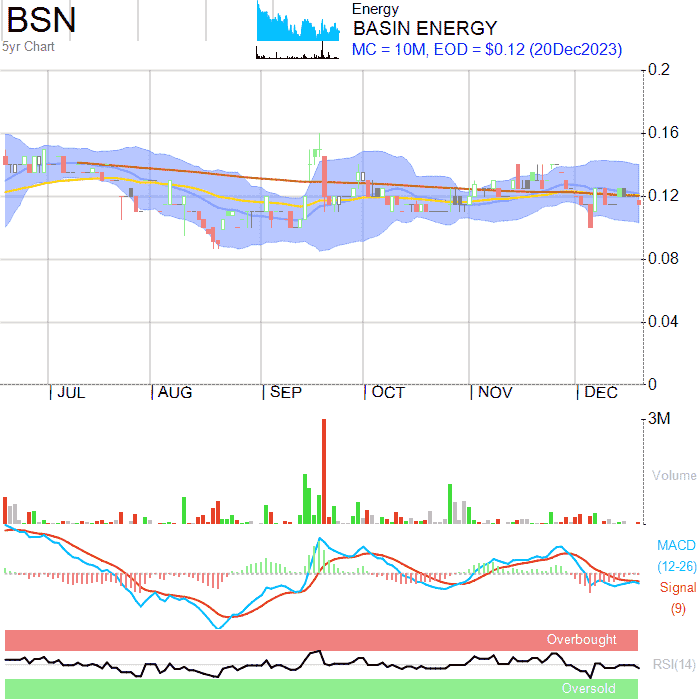 BSN
5yr Chart
Energy
BASIN ENERGY
MC = 10M, EOD = $0.12 (20Dec2023)
0.2
0.16
0.12
0.08
0.04
0
JUL AUG SEP OCT NOV DEC
3M
Volume
MACD
(12-26)
Signal
(9)
Overbought
RSI(14)
Oversold